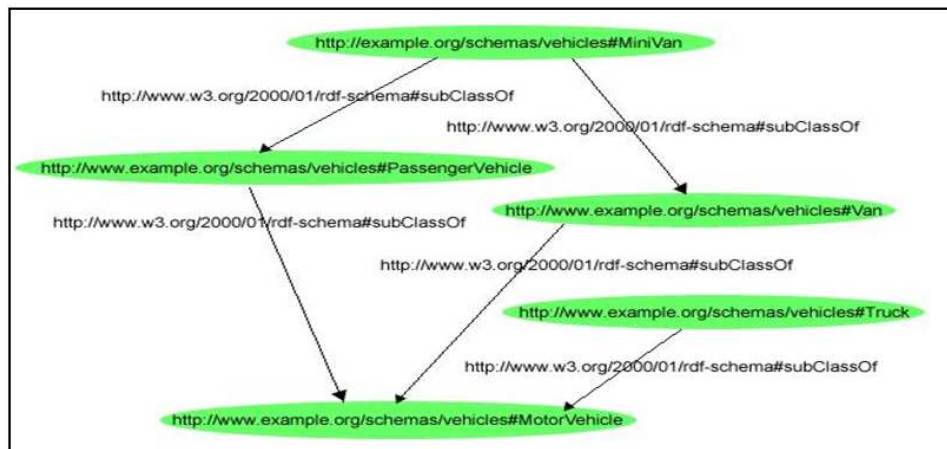 http://example.org/schemas/vehicles#MiniVan
http://www.w3.org/2000/01/rdf-schema#subClassOf
http://www.w3.org/2000/01/rdf-schema#subClassOf
http://www.example.org/schemas/vehicles#PassengerVehicle
http://www.example.org/schemas/vehicles#Van
http://www.w3.org/2000/01/rdf-schema#subClassOf
http://www.w3.org/2000/01/rdf-schema#subClassOf
http://www.example.org/schemas/vehicles#Truck
http://www.w3.org/2000/01/rdf-schema#subClassOf
http://www.example.org/schemas/vehicles#MotorVehicle